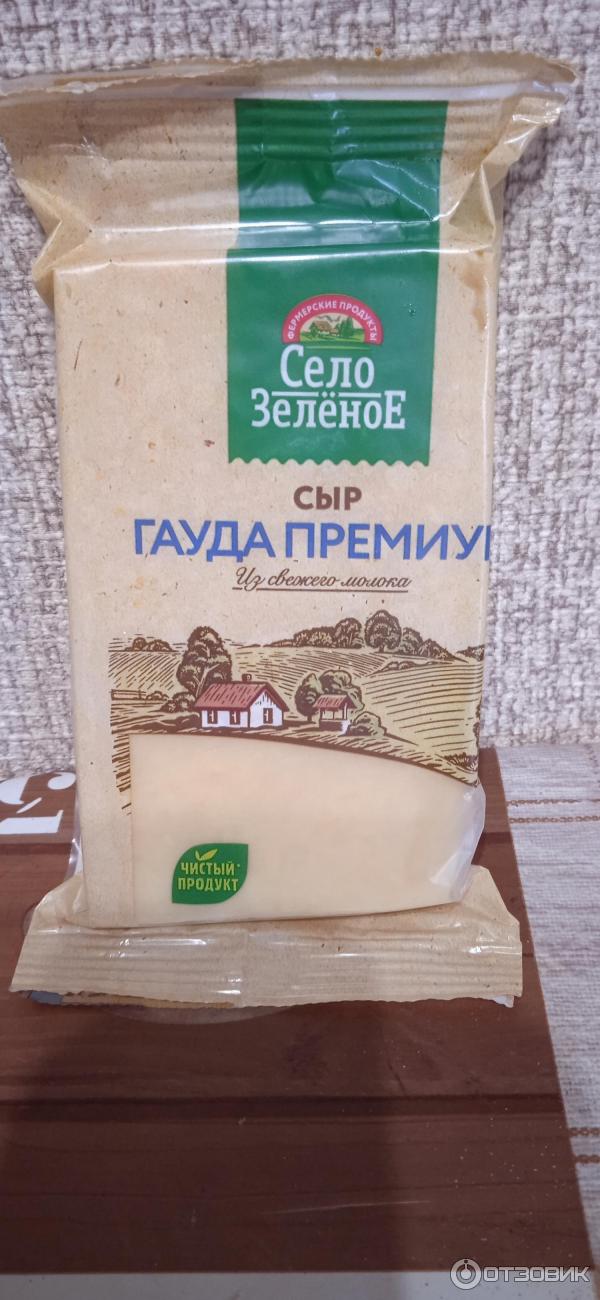 ФЕРМЕРСКИЕ ПРОДУКТЫ
Село
Зелёное
СЫР
ГАУДА ПРЕМИУ
Из свежего молока
ЧИСТЫЙ*
ПРОДУКТ
ОТЗОВИК